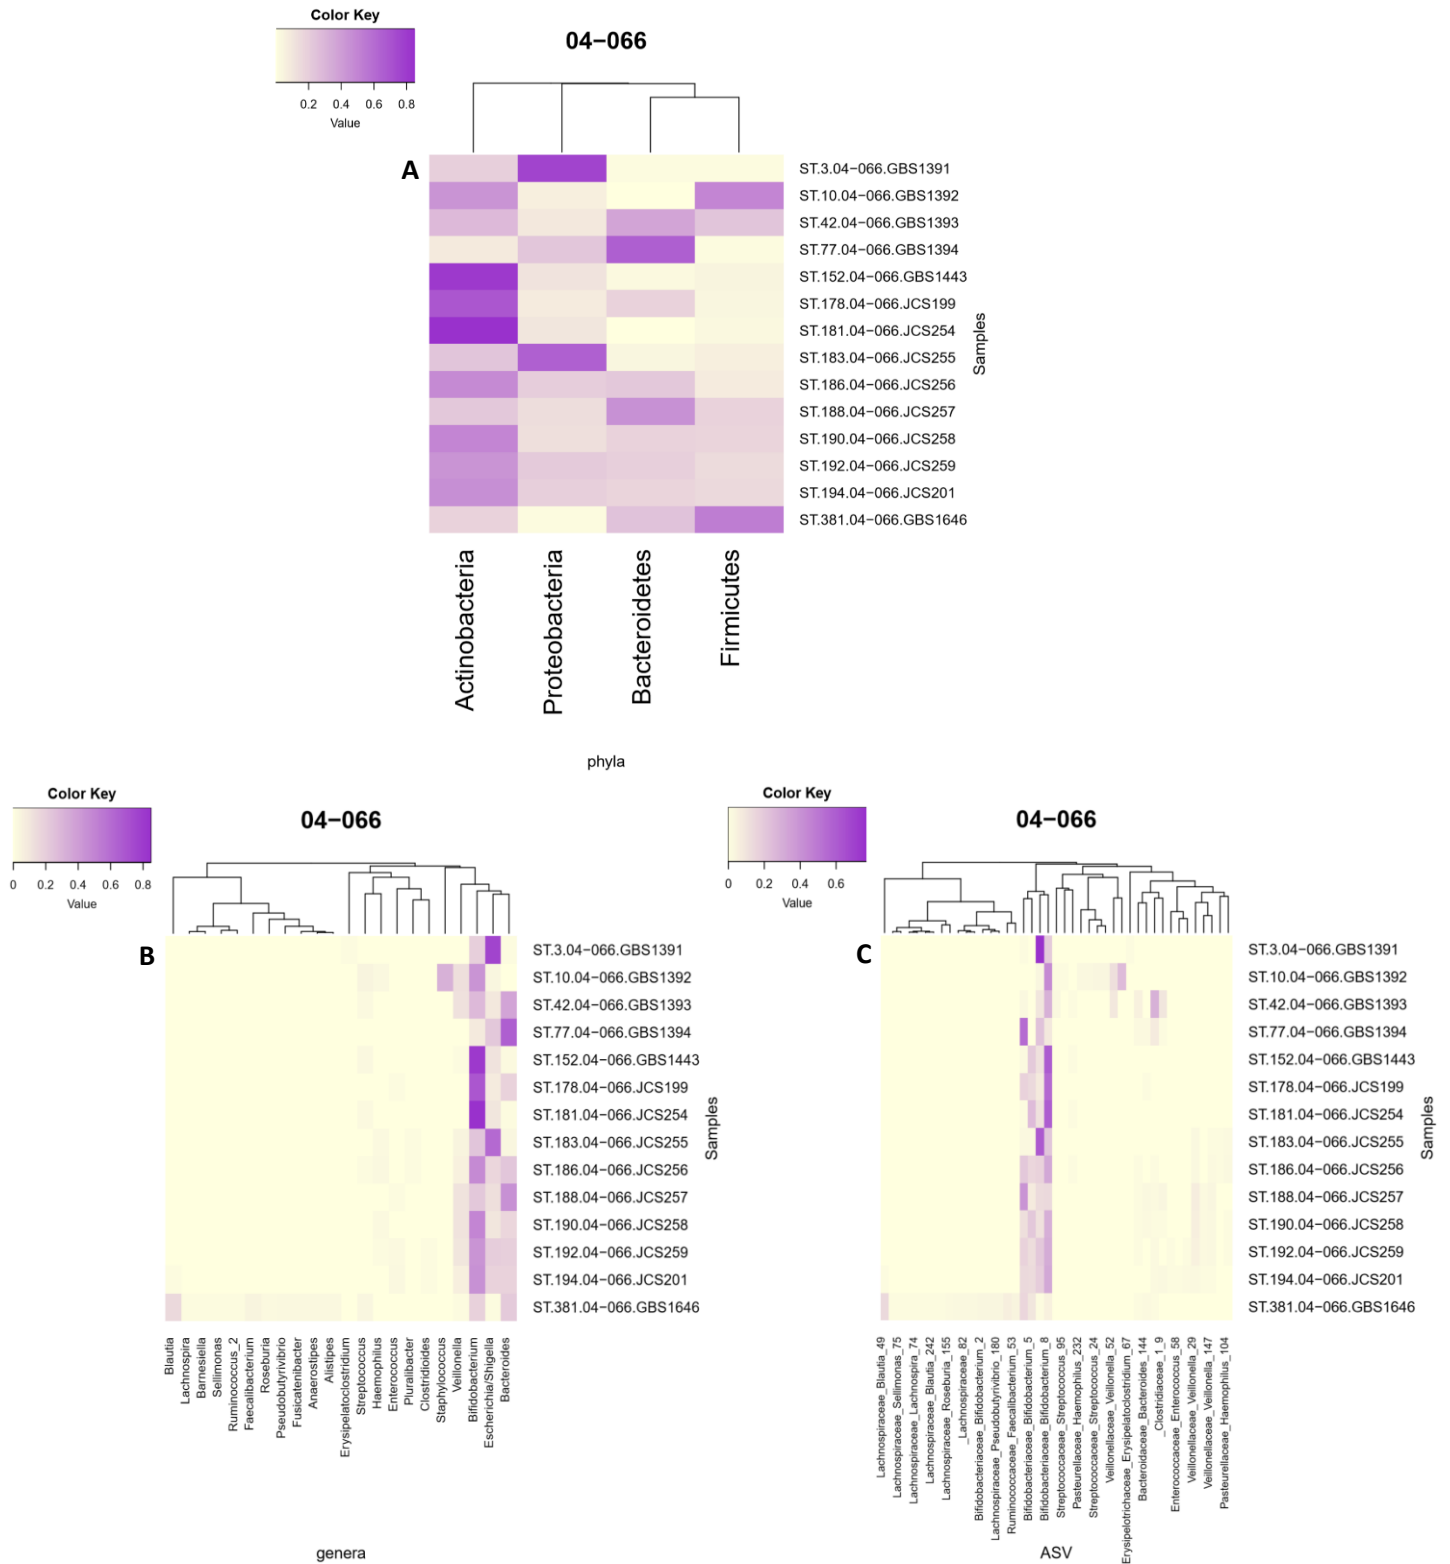 Color Key
04−066
0.2 0.4 0.6 0.8
Value
A
ST.3.04−066.GBS1391
ST.10.04−066.GBS1392
ST.42.04−066.GBS1393
ST.77.04−066.GBS1394
ST.152.04−066.GBS1443
ST.178.04−066.JCS199
ST.181.04−066.JCS254
ST.183.04−066.JCS255
ST.186.04−066.JCS256
ST.188.04−066.JCS257
ST.190.04−066.JCS258
ST.192.04−066.JCS259
ST.194.04−066.JCS201
ST.381.04−066.GBS1646
Samples
Actinobacteria
Proteobacteria
Bacteroidetes
Firmicutes
phyla
Color Key
04−066
0 0.2 0.4 0.6 0.8
Value
B
ST.3.04−066.GBS1391
ST.10.04−066.GBS1392
ST.42.04−066.GBS1393
ST.77.04−066.GBS1394
ST.152.04−066.GBS1443
ST.178.04−066.JCS199
ST.181.04−066.JCS254
ST.183.04−066.JCS255
ST.186.04−066.JCS256
ST.188.04−066.JCS257
ST.190.04−066.JCS258
ST.192.04−066.JCS259
ST.194.04−066.JCS201
ST.381.04−066.GBS1646
Samples
Blautia
Lachnospira
Barnesiella
Sellimonas
Ruminococcus_2
Faecalibacterium
Roseburia
Pseudobutyrivibrio
Fusicatenibacter
Anaerostipes
Alistipes
Erysipelatoclostridium
Streptococcus
Haemophilus
Enterococcus
Pluralibacter
Clostridioides
Staphylococcus
Veillonella
Bifidobacterium
Escherichia/Shigella
Bacteroides
genera
Color Key
04−066
0 0.2 0.4 0.6
Value
C
ST.3.04−066.GBS1391
ST.10.04−066.GBS1392
ST.42.04−066.GBS1393
ST.77.04−066.GBS1394
ST.152.04−066.GBS1443
ST.178.04−066.JCS199
ST.181.04−066.JCS254
ST.183.04−066.JCS255
ST.186.04−066.JCS256
ST.188.04−066.JCS257
ST.190.04−066.JCS258
ST.192.04−066.JCS259
ST.194.04−066.JCS201
ST.381.04−066.GBS1646
Samples
Lachnospiraceae_Blautia_49
Lachnospiraceae_Sellimonas_75
Lachnospiraceae_Lachnospira_74
Lachnospiraceae_Blautia_242
Lachnospiraceae_Roseburia_155
_Lachnospiraceae_82
Bifidobacteriaceae_Bifidobacterium_2
Lachnospiraceae_Pseudobutyrivibrio_180
Ruminococcaceae_Faecalibacterium_53
Bifidobacteriaceae_Bifidobacterium_5
Bifidobacteriaceae_Bifidobacterium_8
Streptococcaceae_Streptococcus_95
Pasteurellaceae_Haemophilus_232
Streptococcaceae_Streptococcus_24
Veillonellaceae_Veillonella_52
Erysipelotrichaceae_Erysipelatoclostridium_67
Bacteroidaceae_Bacteroides_144
_Clostridiaceae_1_9
Enterococcaceae_Enterococcus_58
Veillonellaceae_Veillonella_29
Veillonellaceae_Veillonella_147
Pasteurellaceae_Haemophilus_104
ASV